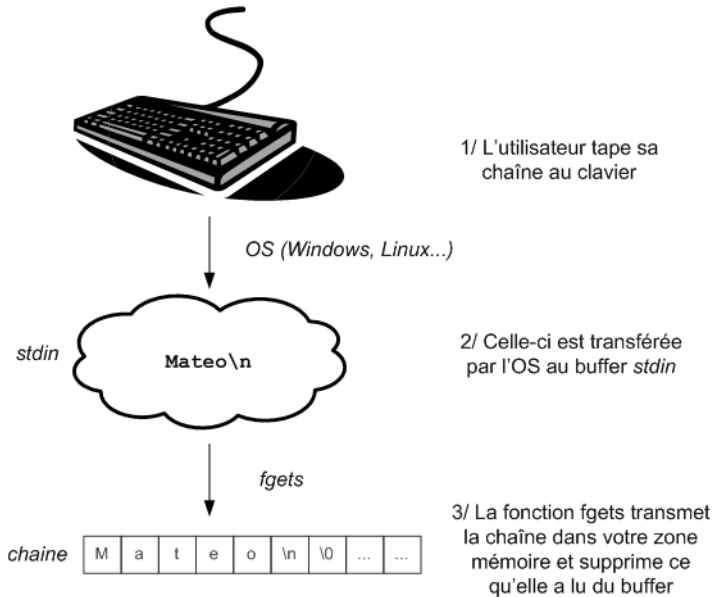 1/ L'utilisateur tape sa
chaîne au clavier
OS (Windows, Linux...)
stdin
Mateo\n
2/ Celle-ci est transférée
par l'OS au buffer stdin
fgets
3/ La fonction fgets transmet
la chaîne dans votre zone
mémoire et supprime ce
qu'elle a lu du buffer
chaine M a t e o \n \0 ... ...